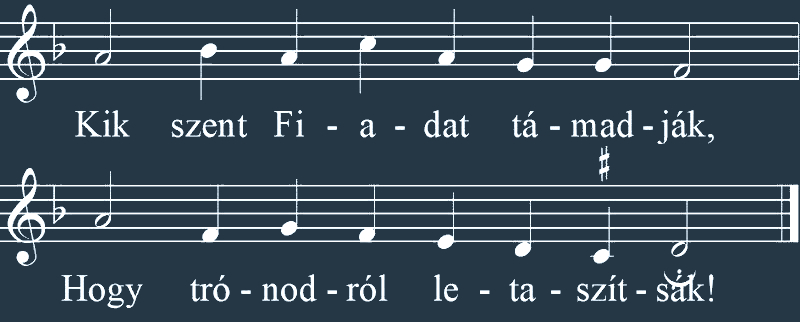 Kik szent Fi - a - dat tá - mad - ják,
Hogy tró - nod - ról le - ta - szít - sák!